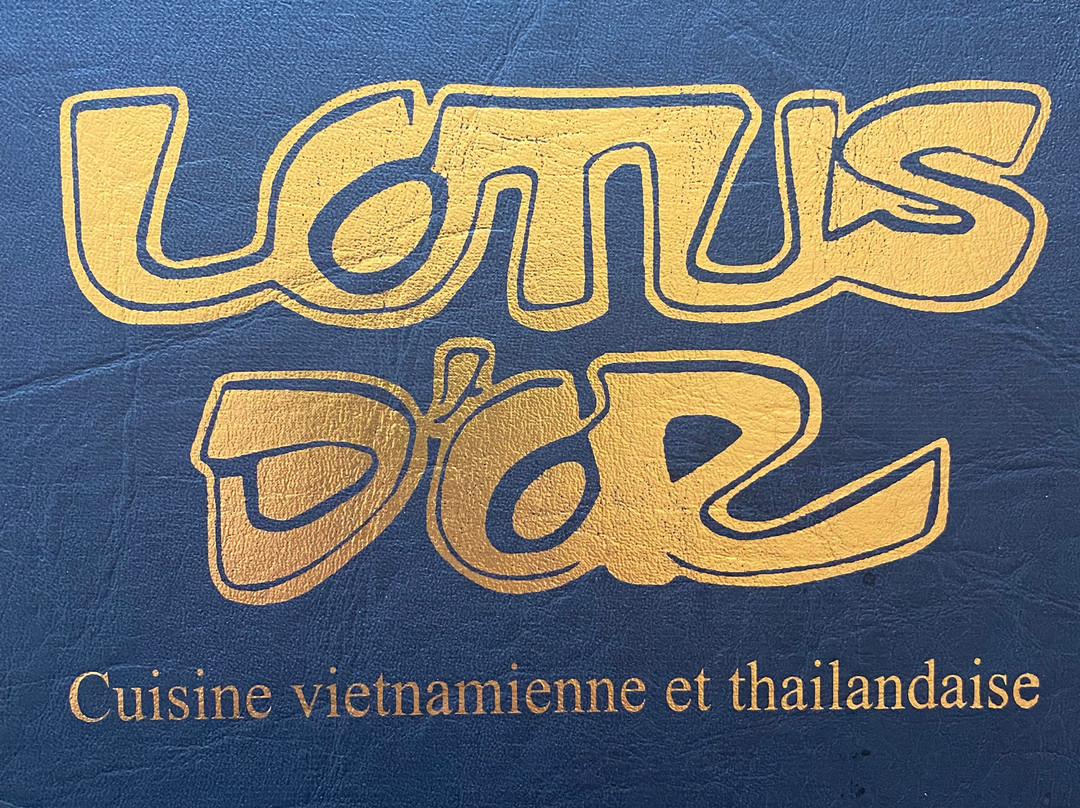 LOTUS
D'OR
Cuisine vietnamienne et thailandaise